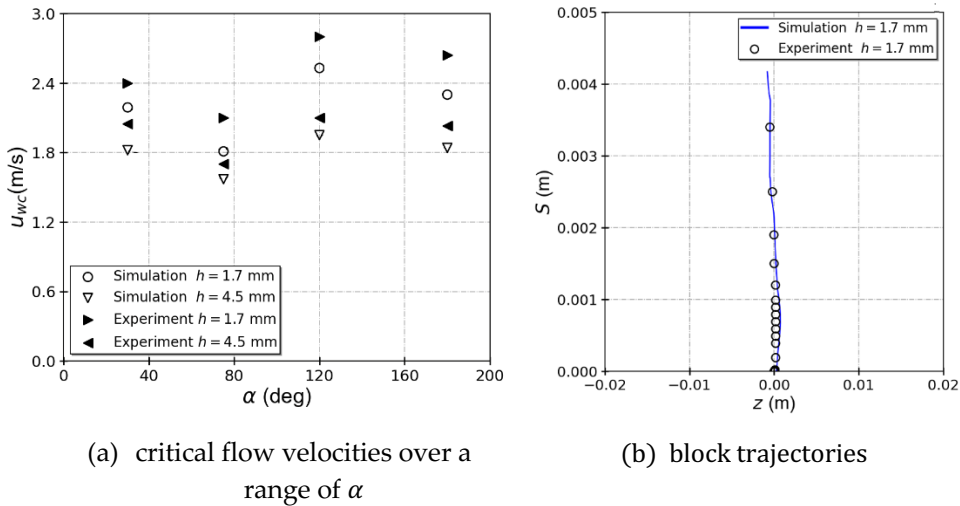 3.0
2.4
1.8
1.2
0.6
0.0
u_wc(m/s)
Simulation h = 1.7 mm
Simulation h = 4.5 mm
Experiment h = 1.7 mm
Experiment h = 4.5 mm
0 40 80 120 160 200
α (deg)
0.005
0.004
0.003
0.002
0.001
0.000
S (m)
Simulation h = 1.7 mm
Experiment h = 1.7 mm
−0.02 −0.01 0.00 0.01 0.02
z (m)
(a) critical flow velocities over a
range of α
(b) block trajectories